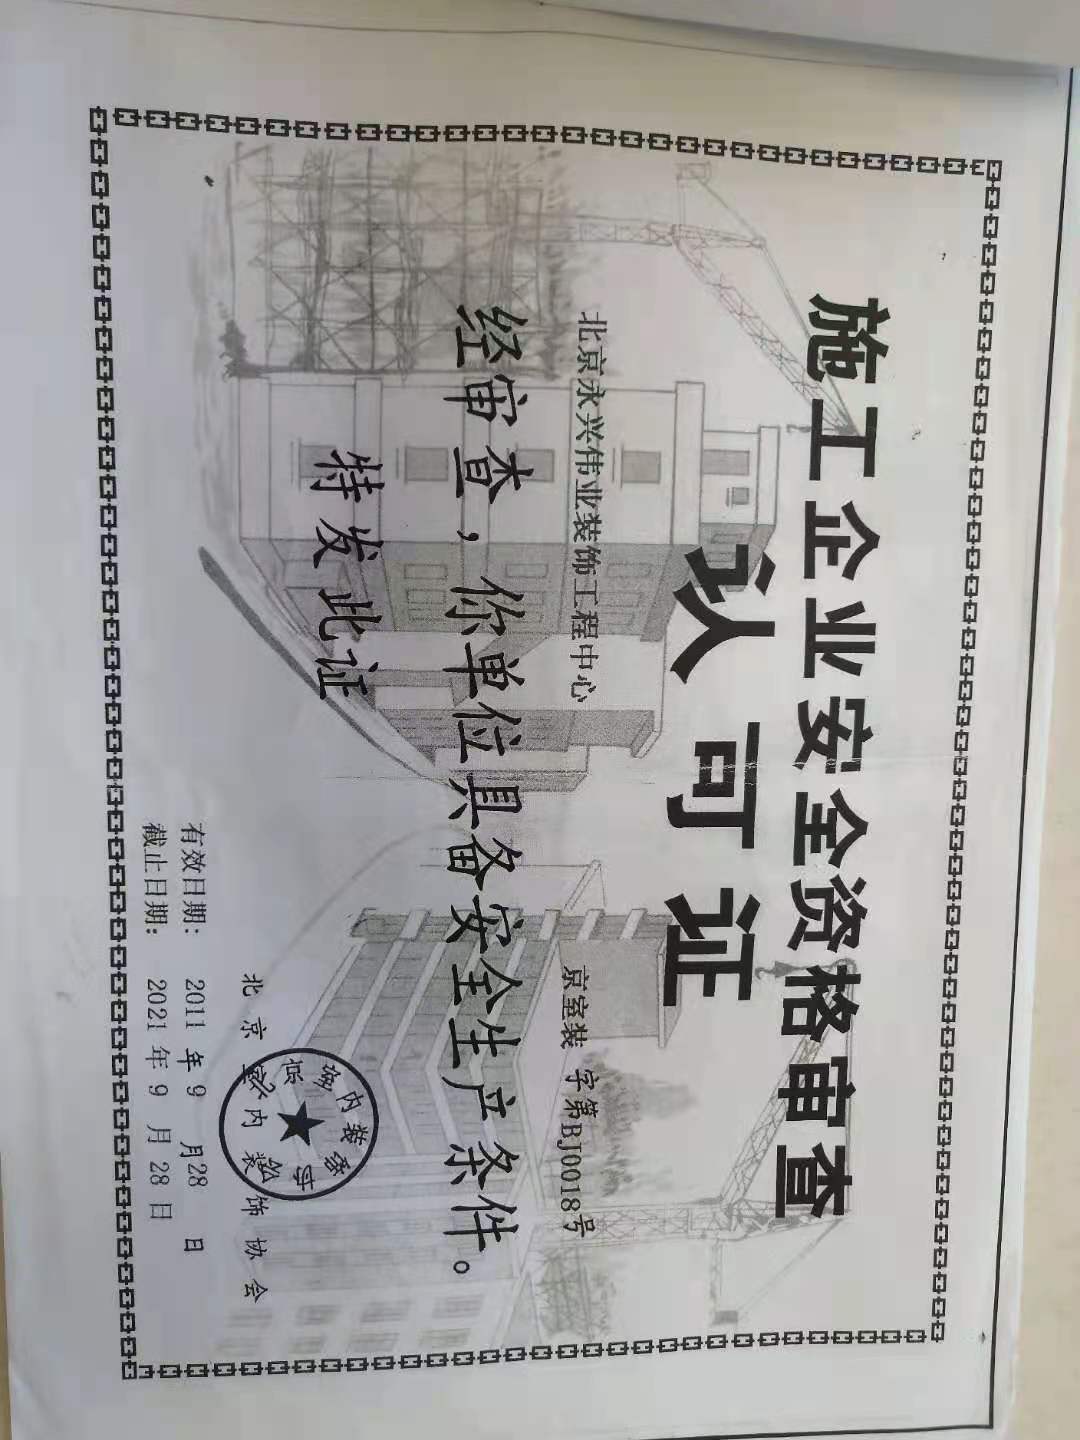 施工企业安全资格审查
认可证
北京永兴伟业装饰工程中心
京室装 字第BJ0018号
经审查，你单位具备安全生产条件。
特发此证
北京室内装饰协会
有效日期： 2011 年 9 月28 日
截止日期： 2021 年 9 月 28 日